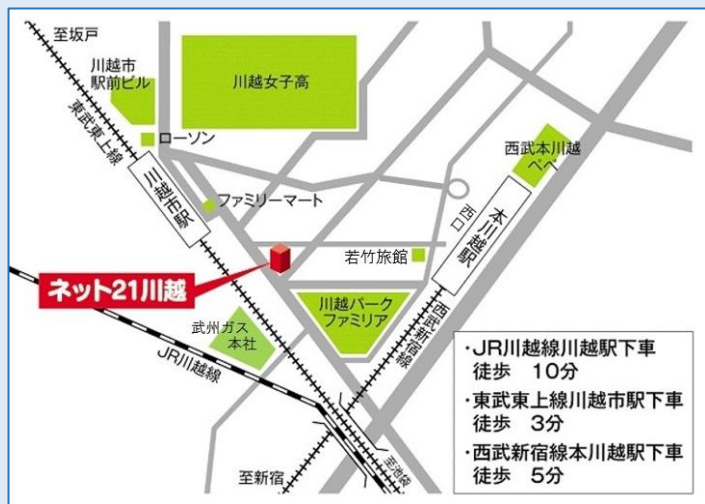 至坂戸
川越市
駅前ビル
川越女子高
東武東上線
ローソン
西武本川越
ペペ
川越市駅
ファミリーマート
西口
本川越駅
若竹旅館
ネット21川越
川越パーク
ファミリア
西武新宿線
武州ガス
本社
JR川越線
・JR川越線川越駅下車
徒歩 10分
・東武東上線川越市駅下車
徒歩 3分
・西武新宿線本川越駅下車
徒歩 5分
至新宿
至池袋